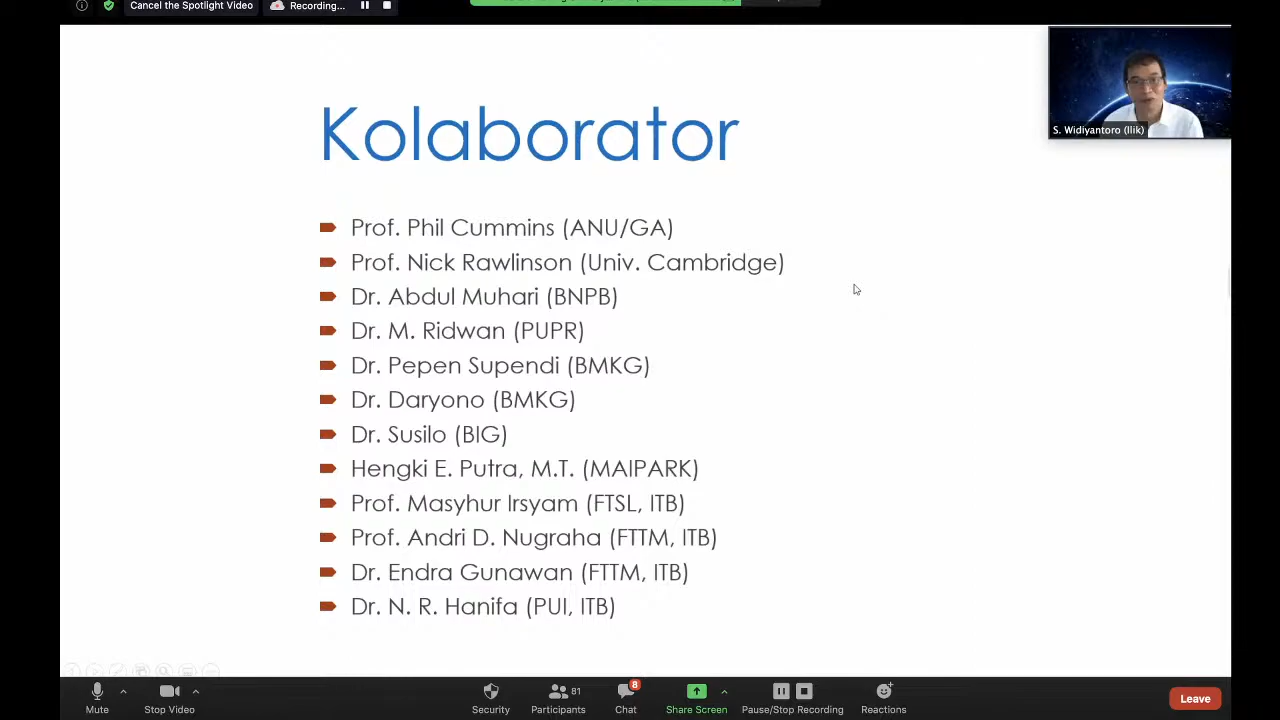 Cancel the Spotlight Video
Recording...
S. Widiyantoro (Ilik)
Kolaborator
Prof. Phil Cummins (ANU/GA)
Prof. Nick Rawlinson (Univ. Cambridge)
Dr. Abdul Muhari (BNPB)
Dr. M. Ridwan (PUPR)
Dr. Pepen Supendi (BMKG)
Dr. Daryono (BMKG)
Dr. Susilo (BIG)
Hengki E. Putra, M.T. (MAIPARK)
Prof. Masyhur Irsyam (FTSL, ITB)
Prof. Andri D. Nugraha (FTTM, ITB)
Dr. Endra Gunawan (FTTM, ITB)
Dr. N. R. Hanifa (PUI, ITB)
81
8
Mute
Stop Video
Security
Participants
Chat
Share Screen
Pause/Stop Recording
Reactions
Leave